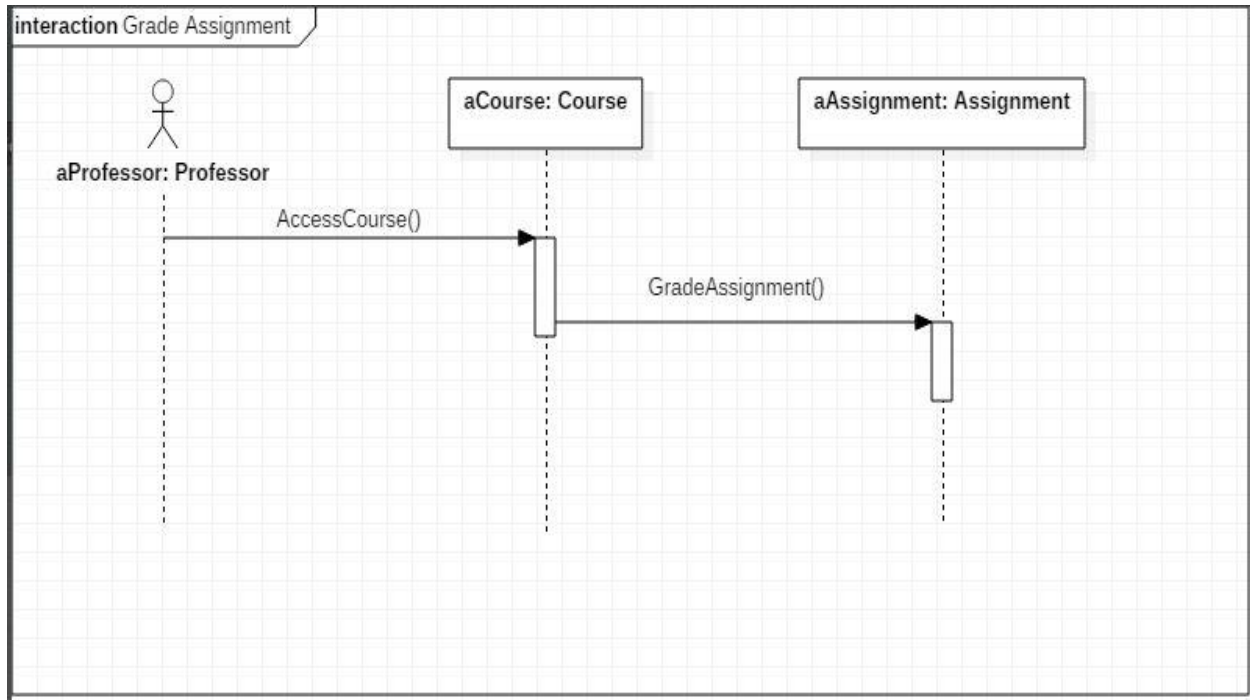 interaction Grade Assignment
aCourse: Course
aAssignment: Assignment
aProfessor: Professor
AccessCourse()
GradeAssignment()